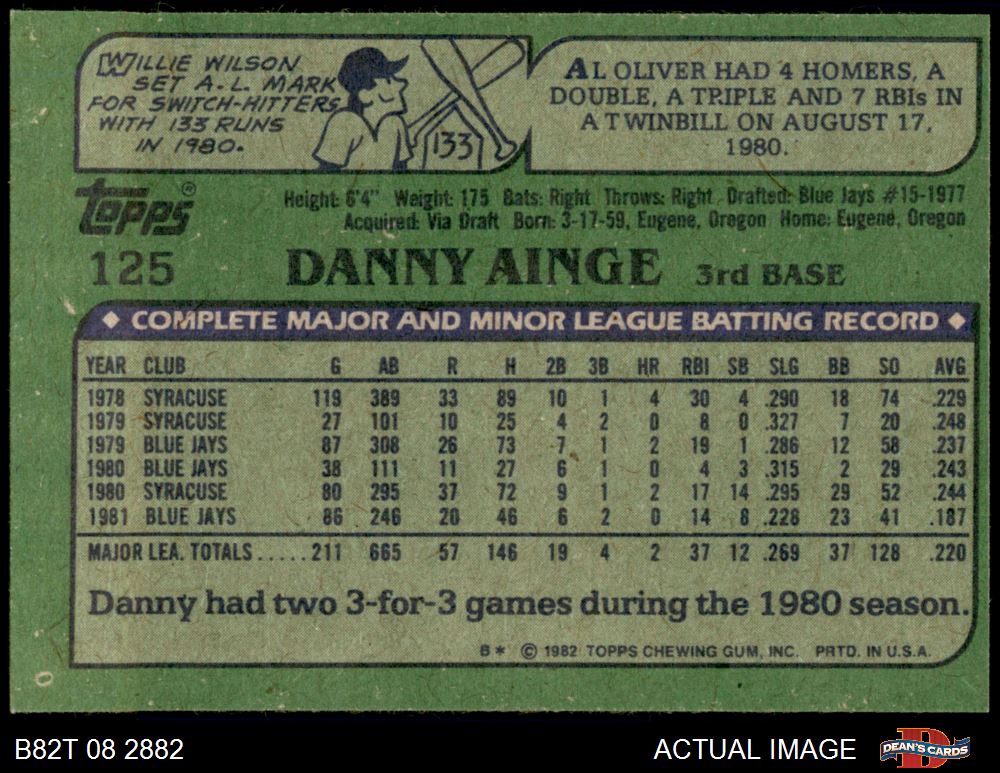 WILLIE WILSON
SET A.L. MARK
FOR SWITCH-HITTERS
WITH 133 RUNS
IN 1980.
133
AL OLIVER HAD 4 HOMERS, A
DOUBLE, A TRIPLE AND 7 RBIs IN
A TWINBILL ON AUGUST 17,
1980.
Topps®
Height: 6'4" Weight: 175 Bats: Right Throws: Right Drafted: Blue Jays #15-1977
Acquired: Via Draft Born: 3-17-59, Eugene, Oregon Home: Eugene, Oregon
125 DANNY AINGE 3rd BASE
◆ COMPLETE MAJOR AND MINOR LEAGUE BATTING RECORD ◆
YEAR CLUB G AB R H 2B 3B HR RBI SB SLG BB SO AVG
1978 SYRACUSE 119 389 33 89 10 1 4 30 4 .290 18 74 .229
1979 SYRACUSE 27 101 10 25 4 2 0 8 0 .327 7 20 .248
1979 BLUE JAYS 87 308 26 73 7 1 2 19 1 .286 12 58 .237
1980 BLUE JAYS 38 111 11 27 6 1 0 4 3 .315 2 29 .243
1980 SYRACUSE 80 295 37 72 9 1 2 17 14 .295 29 52 .244
1981 BLUE JAYS 86 246 20 46 6 2 0 14 8 .228 23 41 .187
MAJOR LEA. TOTALS.....211 665 57 146 19 4 2 37 12 .269 37 128 .220
Danny had two 3-for-3 games during the 1980 season.
B* © 1982 TOPPS CHEWING GUM, INC. PRTD. IN U.S.A.
B82T 08 2882 ACTUAL IMAGE DEAN'S CARDS